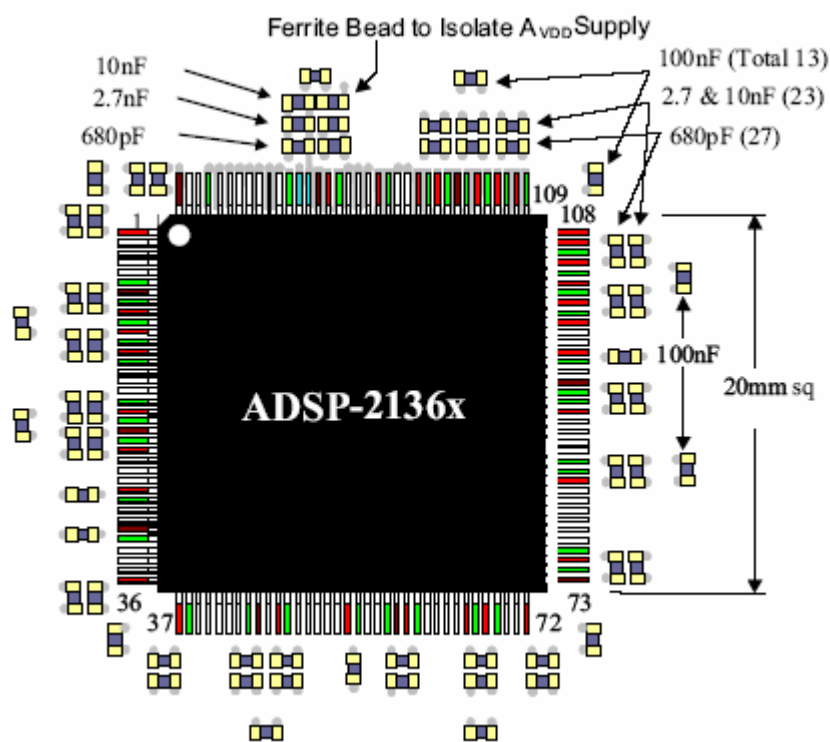 Ferrite Bead to Isolate AVDD Supply
10nF
2.7nF
680pF
100nF (Total 13)
2.7 & 10nF (23)
680pF (27)
109
1
108
100nF
20mm sq
ADSP-2136x
36
37
72
73